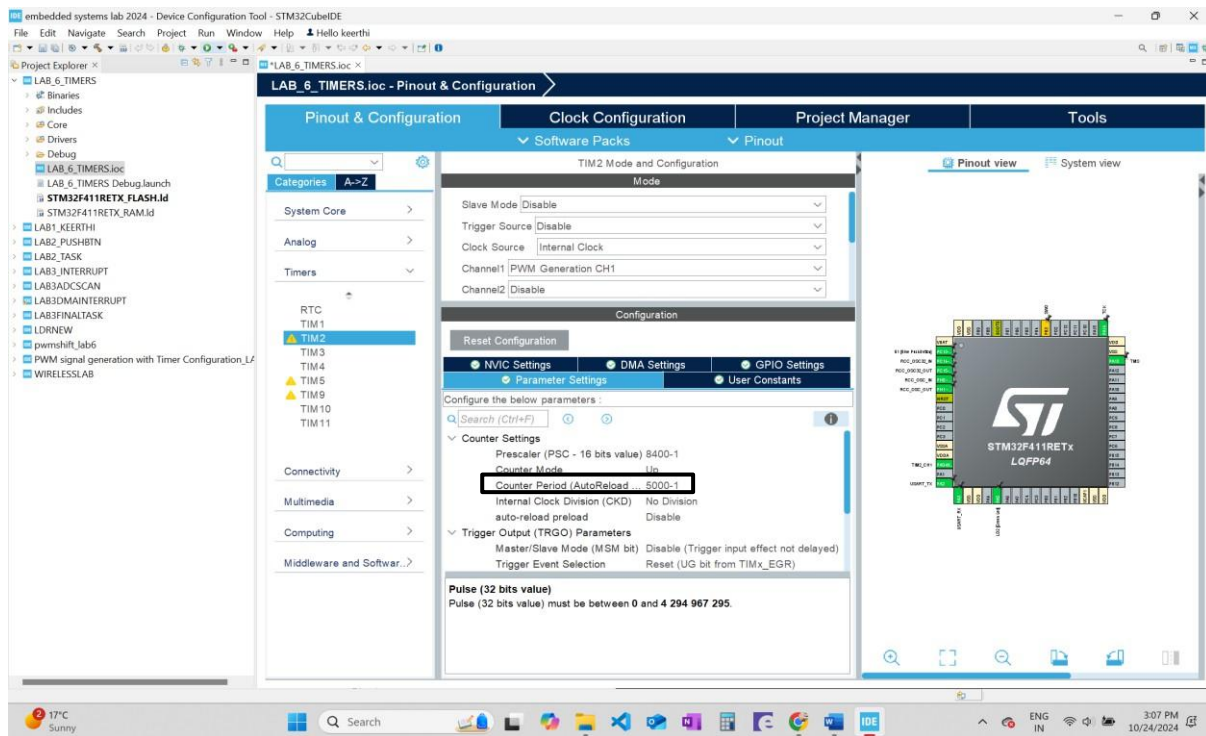 embedded systems lab 2024 - Device Configuration Tool - STM32CubeIDE
File Edit Navigate Search Project Run Window Help Hello keerthi
Project Explorer
*LAB_6_TIMERS.ioc
LAB_6_TIMERS
Binaries
Includes
Core
Drivers
Debug
LAB_6_TIMERS.ioc
LAB_6_TIMERS Debug.launch
STM32F411RETX_FLASH.ld
STM32F411RETX_RAM.ld
LAB1_KEERTHI
LAB2_PUSHBTN
LAB2_TASK
LAB3_INTERRUPT
LAB3ADCSCAN
LAB3DMAINTERRUPT
LAB3FINALTASK
LDRNEW
pwmshift_lab6
PWM signal generation with Timer Configuration_LA
WIRELESSLAB
LAB_6_TIMERS.ioc - Pinout & Configuration
Pinout & Configuration Clock Configuration Project Manager Tools
Software Packs Pinout
Categories A->Z
System Core
Analog
Timers
RTC
TIM1
TIM2
TIM3
TIM4
TIM5
TIM9
TIM10
TIM11
Connectivity
Multimedia
Computing
Middleware and Softwar..
TIM2 Mode and Configuration
Mode
Slave Mode Disable
Trigger Source Disable
Clock Source Internal Clock
Channel1 PWM Generation CH1
Channel2 Disable
Configuration
Reset Configuration
NVIC Settings DMA Settings GPIO Settings
Parameter Settings User Constants
Configure the below parameters :
Search (Ctrl+F)
Counter Settings
Prescaler (PSC - 16 bits value) 8400-1
Counter Mode Up
Counter Period (AutoReload ... 5000-1
Internal Clock Division (CKD) No Division
auto-reload preload Disable
Trigger Output (TRGO) Parameters
Master/Slave Mode (MSM bit) Disable (Trigger input effect not delayed)
Trigger Event Selection Reset (UG bit from TIMx_EGR)
Pulse (32 bits value)
Pulse (32 bits value) must be between 0 and 4 294 967 295.
Pinout view System view
STM32F411RETx
LQFP64
2
17°C
Sunny
Search
IDE
ENG
IN
3:07 PM
10/24/2024